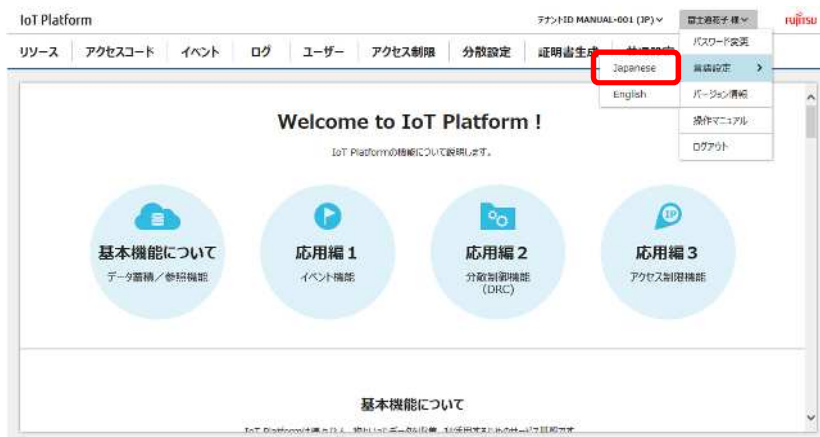 IoT Platform テナントID MANUAL-001 (JP) 富士通花子 様 FUJITSU
リソース アクセスコード イベント ログ ユーザー アクセス制限 分散設定 証明書生成
パスワード変更
Japanese 言語設定
English バージョン情報
操作マニュアル
ログアウト
Welcome to IoT Platform !
IoT Platformの機能について説明します。
IP
基本機能について 応用編 1 応用編 2 応用編 3
データ蓄積／参照機能 イベント機能 分散制御機能 アクセス制限機能
(DRC)
基本機能について